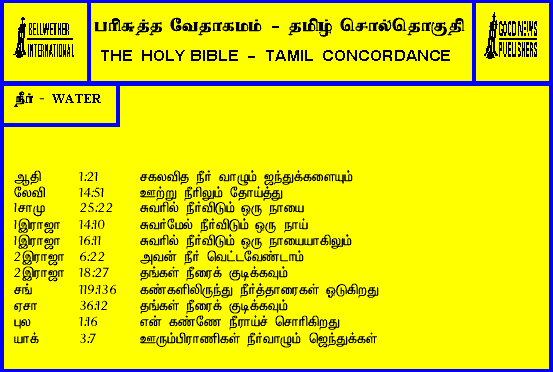 BELLWETHER
INTERNATIONAL
பரிசுத்த வேதாகமம் - தமிழ் சொல்தொகுதி
THE HOLY BIBLE - TAMIL CONCORDANCE
GOOD NEWS
PUBLISHERS
நீர் - WATER
ஆதி 1:21 சகலவித நீர் வாழும் ஜந்துக்களையும்
லேவி 14:51 ஊற்று நீரிலும் தோய்த்து
1சாமு 25:22 சுவரில் நீர்விடும் ஒரு நாயை
1இராஜா 14:10 சுவர்மேல் நீர்விடும் ஒரு நாய்
1இராஜா 16:11 சுவரில் நீர்விடும் ஒரு நாயையாகிலும்
2இராஜா 6:22 அவன் நீர் வெட்டவேண்டாம்
2இராஜா 18:27 தங்கள் நீரைக் குடிக்கவும்
சங் 119:136 கண்களிலிருந்து நீர்த்தாரைகள் ஓடுகிறது
ஏசா 36:12 தங்கள் நீரைக் குடிக்கவும்
புல 1:16 என் கண்ணே நீராய்ச் சொரிகிறது
யாக் 3:7 ஊரும்பிராணிகள் நீர்வாழும் ஜெந்துக்கள்